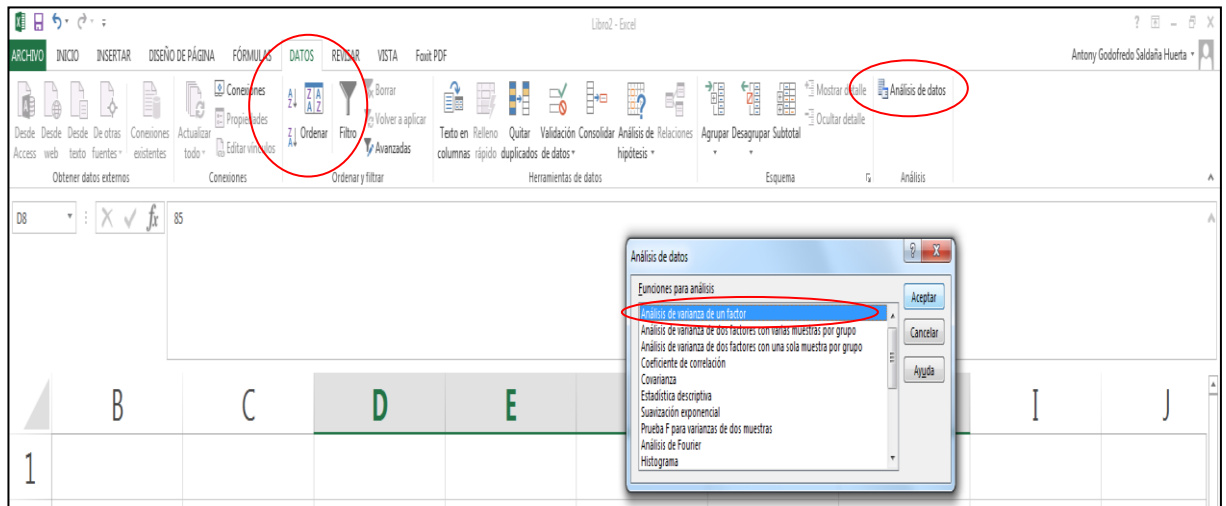 Libro2 - Excel
ARCHIVO INICIO INSERTAR DISEÑO DE PÁGINA FÓRMULAS DATOS REVISAR VISTA Foxit PDF Antony Godofredo Saldaña Huerta
Desde Access
Desde web
Desde texto
De otras fuentes
Conexiones existentes
Obtener datos externos
Actualizar todo
Conexiones
Propiedades
Editar vínculos
Conexiones
Ordenar
Filtro
Borrar
Volver a aplicar
Avanzadas
Ordenar y filtrar
Texto en columnas
Relleno rápido
Quitar duplicados
Validación de datos
Consolidar
Análisis de hipótesis
Relaciones
Herramientas de datos
Agrupar
Desagrupar
Subtotal
Mostrar detalle
Ocultar detalle
Esquema
Análisis de datos
Análisis
D8 fx 85
Análisis de datos
Funciones para análisis
Análisis de varianza de un factor
Análisis de varianza de dos factores con varias muestras por grupo
Análisis de varianza de dos factores con una sola muestra por grupo
Coeficiente de correlación
Covarianza
Estadística descriptiva
Suavización exponencial
Prueba F para varianzas de dos muestras
Análisis de Fourier
Histograma
Aceptar
Cancelar
Ayuda
B C D E I J
1